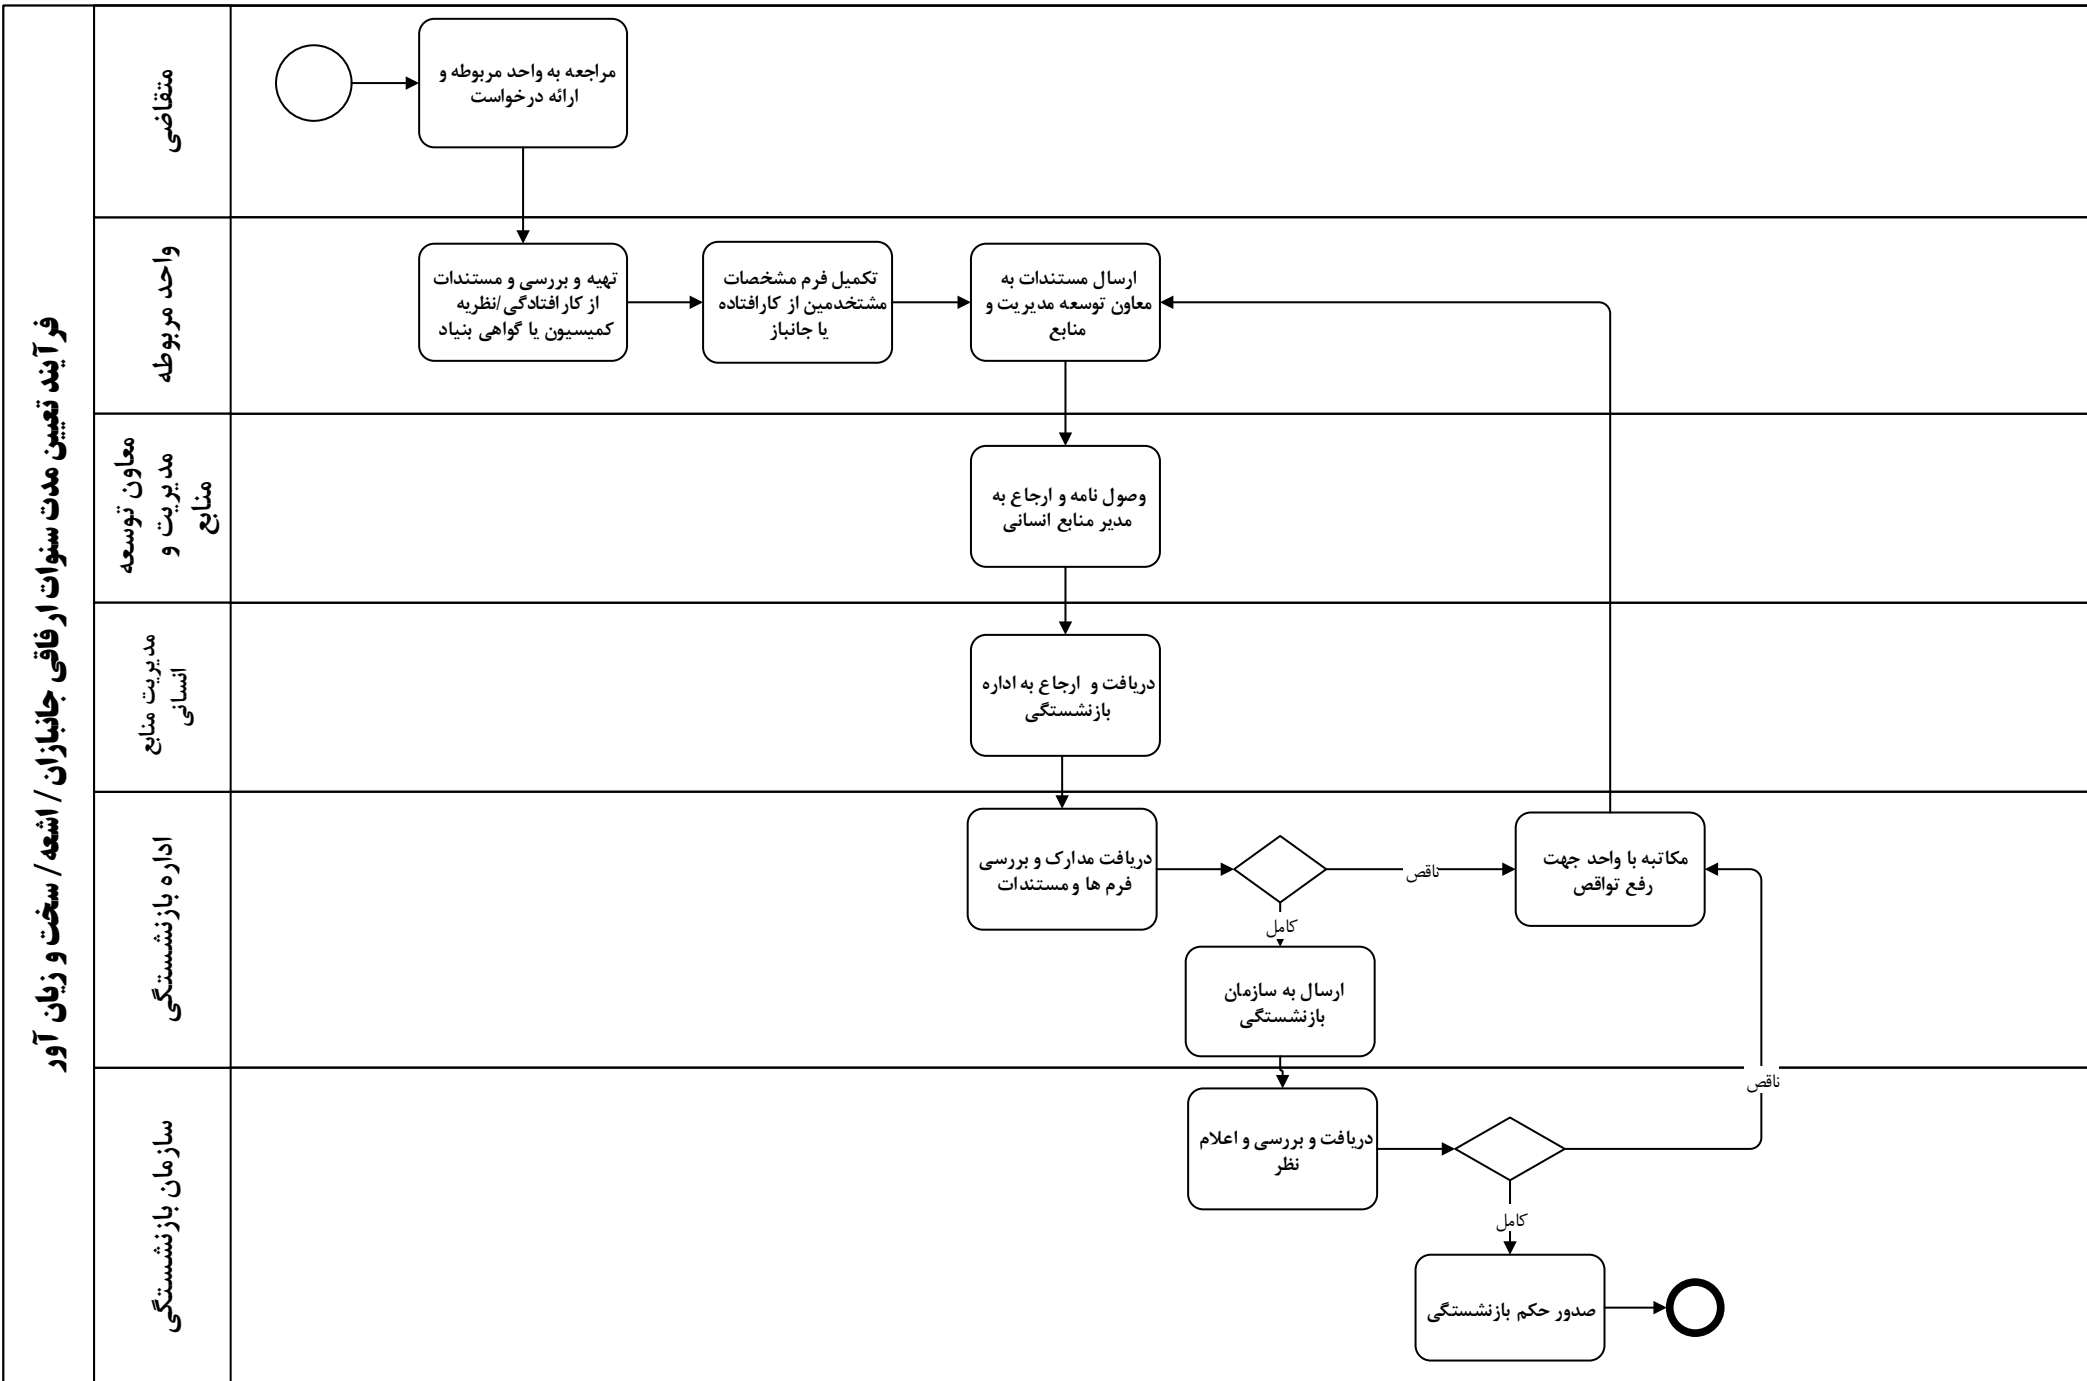 فرآیند تعیین مدت سنوات ارفاقی جانبازان / اشعه / سخت و زیان آور
متقاضی
مراجعه به واحد مربوطه و
ارائه درخواست
واحد مربوطه
تهیه و بررسی و مستندات
از کارافتادگی/نظریه
کمیسیون یا گواهی بنیاد
تکمیل فرم مشخصات
مشتخدمین از کارافتاده
یا جانباز
ارسال مستندات به
معاون توسعه مدیریت و
منابع
معاون توسعه
مدیریت و
منابع
وصول نامه و ارجاع به
مدیر منابع انسانی
مدیریت منابع
انسانی
دریافت و ارجاع به اداره
بازنشستگی
اداره بازنشستگی
دریافت مدارک و بررسی
فرم ها و مستندات
ناقص
مکاتبه با واحد جهت
رفع تواقص
کامل
ارسال به سازمان
بازنشستگی
ناقص
سازمان بازنشستگی
دریافت و بررسی و اعلام
نظر
کامل
صدور حکم بازنشستگی